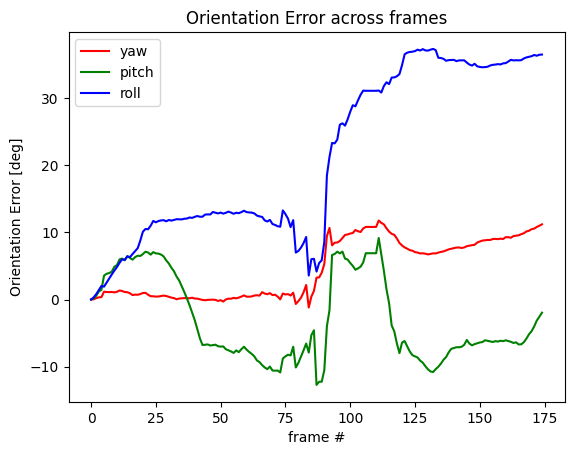 Orientation Error across frames
yaw
pitch
roll
Orientation Error [deg]
30
20
10
0
−10
0 25 50 75 100 125 150 175
frame #